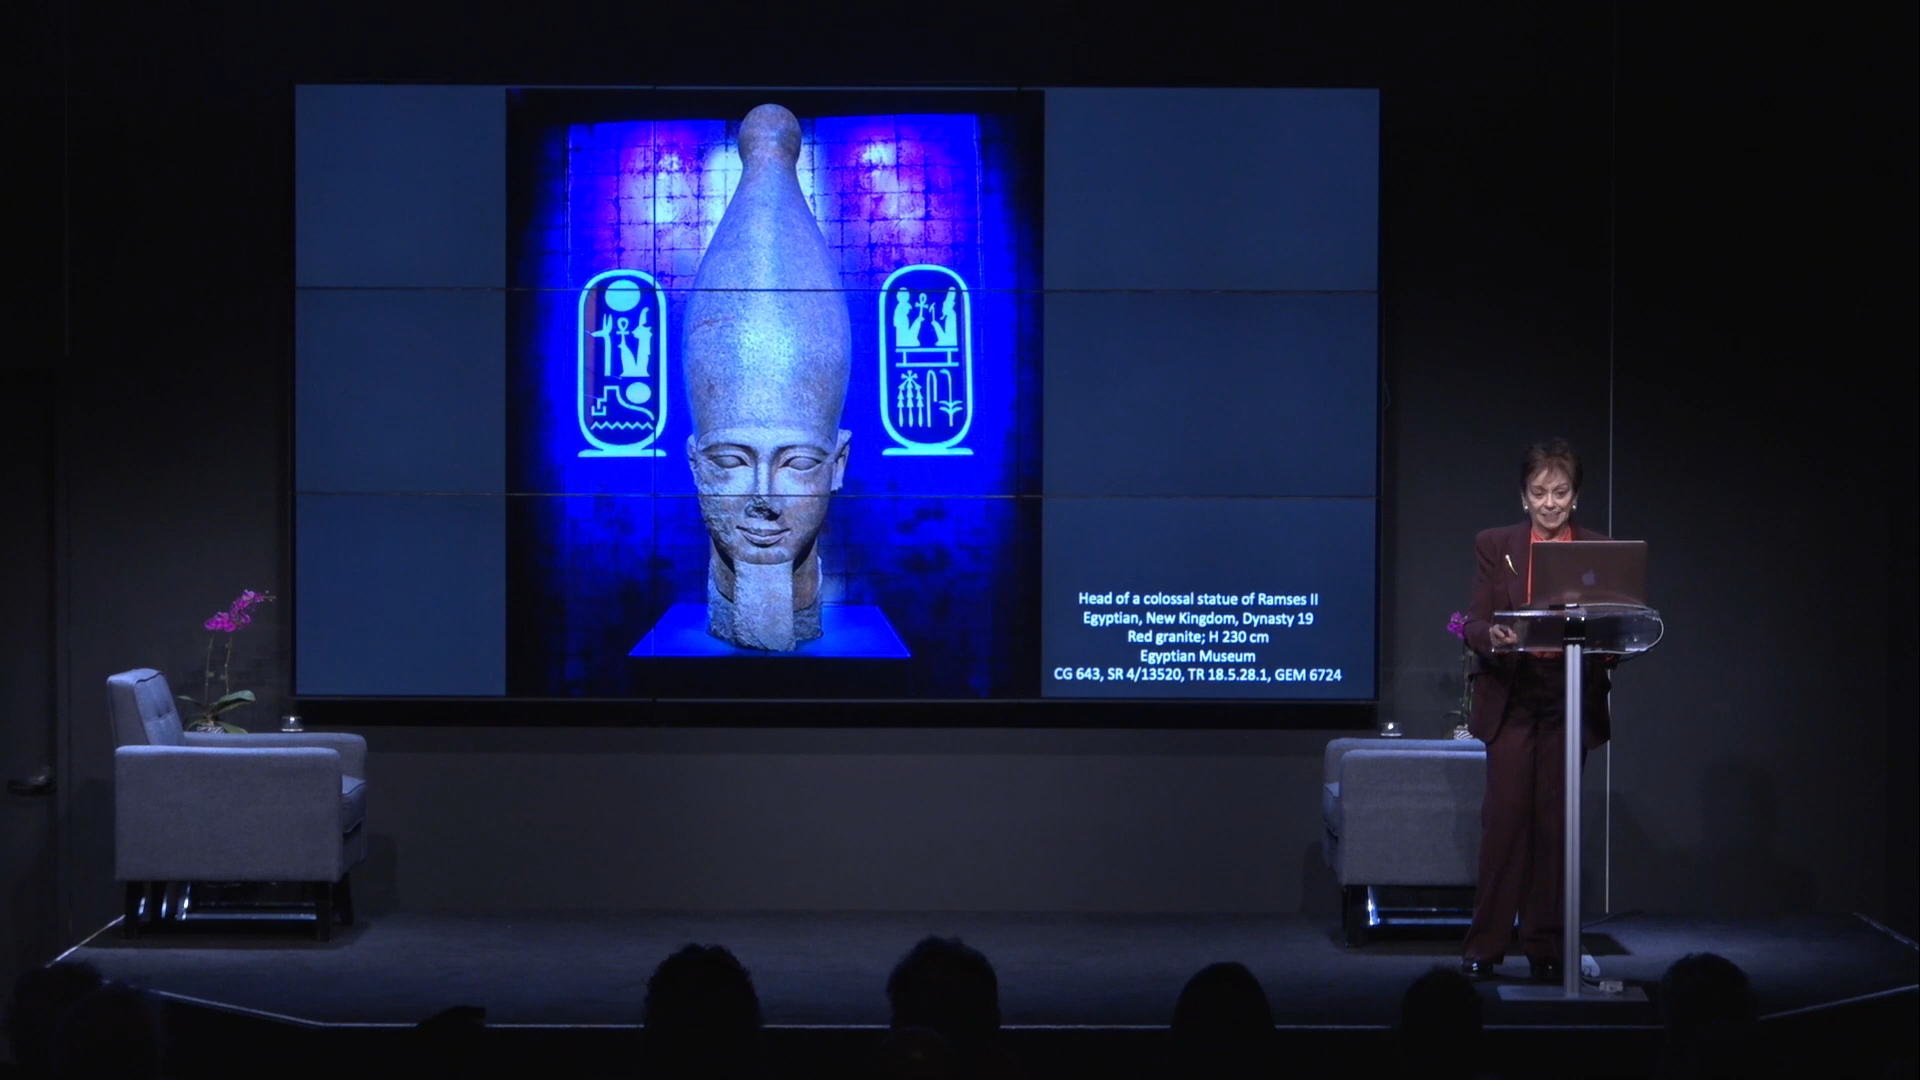 Head of a colossal statue of Ramses II
Egyptian, New Kingdom, Dynasty 19
Red granite; H 230 cm
Egyptian Museum
CG 643, SR 4/13520, TR 18.5.28.1, GEM 6724